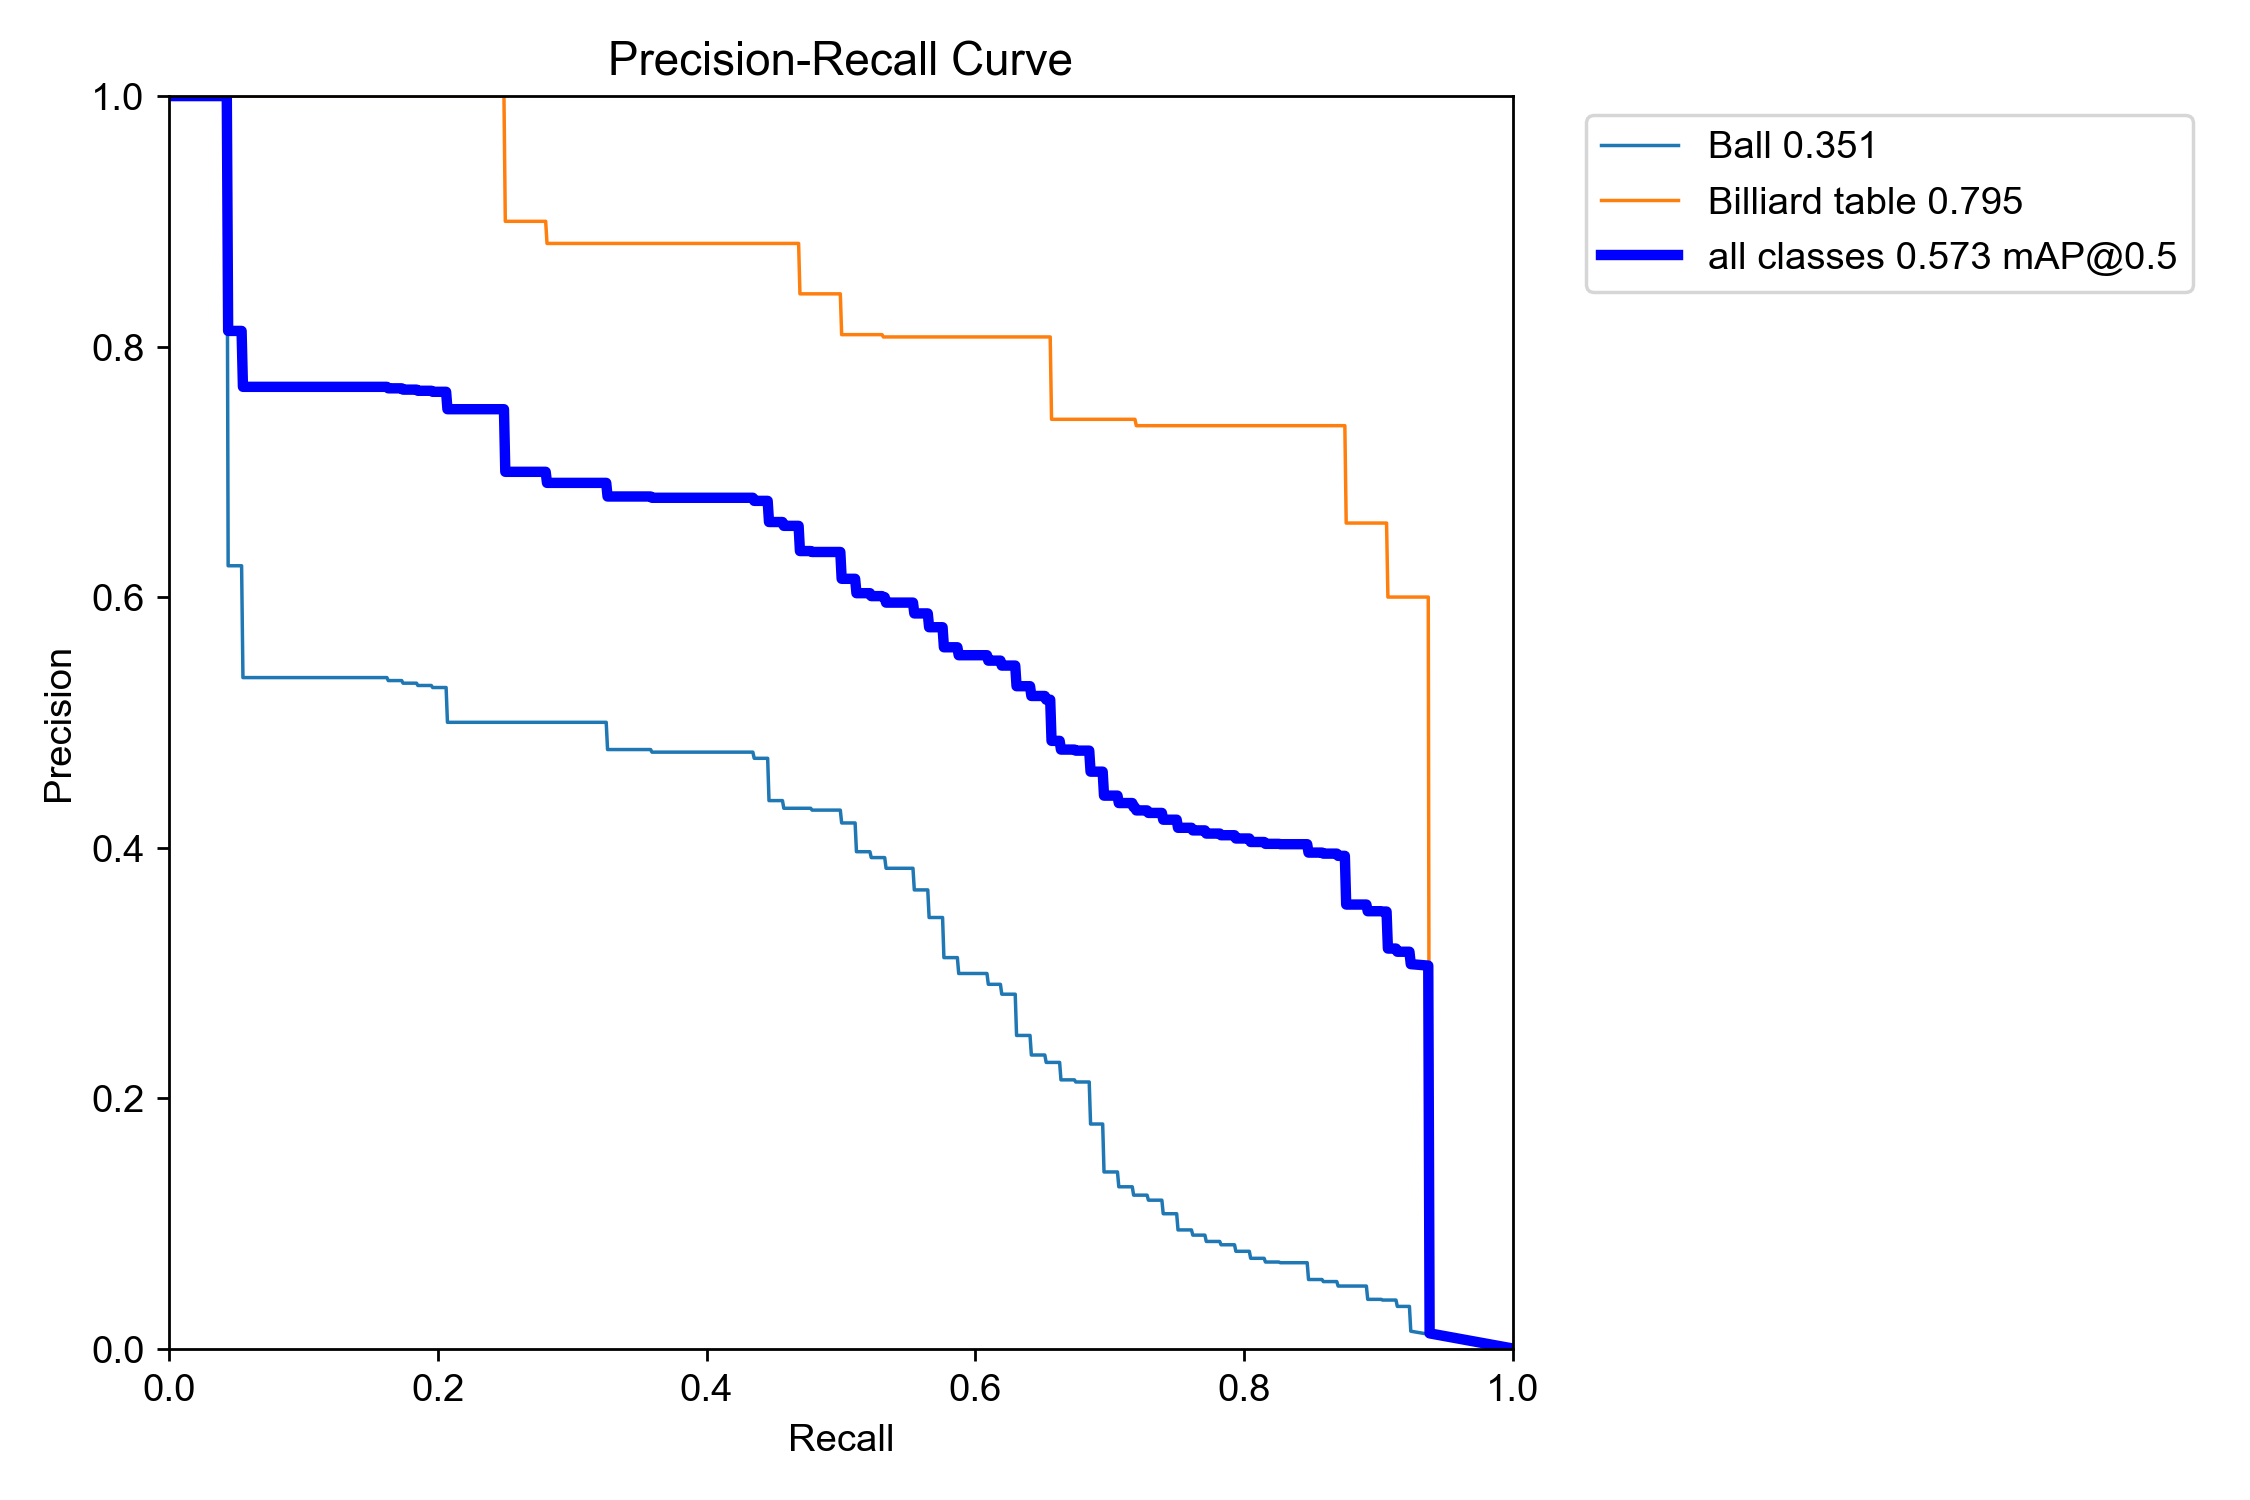 Precision-Recall Curve
Ball 0.351
Billiard table 0.795
all classes 0.573 mAP@0.5
Precision
1.0
0.8
0.6
0.4
0.2
0.0
0.0 0.2 0.4 0.6 0.8 1.0
Recall